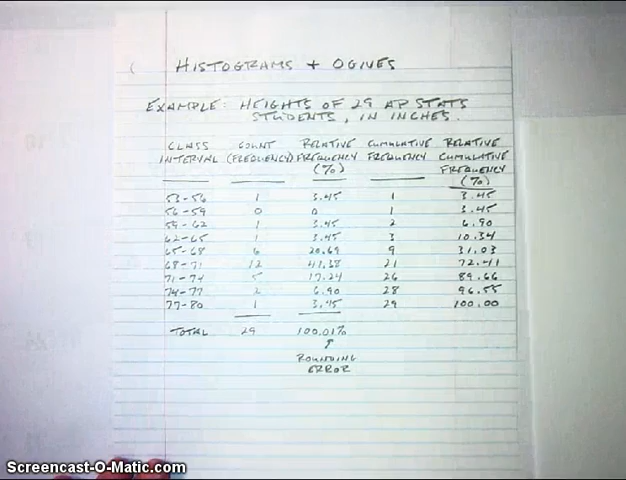 HISTOGRAMS + OGIVES
EXAMPLE: HEIGHTS OF 29 AP STATS
STUDENTS, IN INCHES.
CLASS COUNT RELATIVE CUMULATIVE RELATIVE
INTERVAL (FREQUENCY) FREQUENCY FREQUENCY CUMULATIVE
(%) FREQUENCY
(%)
53-56 1 3.45 1 3.45
56-59 0 0 1 3.45
59-62 1 3.45 2 6.90
62-65 1 3.45 3 10.34
65-68 6 20.69 9 31.03
68-71 12 41.38 21 72.41
71-74 5 17.24 26 89.66
74-77 2 6.90 28 96.55
77-80 1 3.45 29 100.00
TOTAL 29 100.01%
ROUNDING
ERROR
Screencast-O-Matic.com